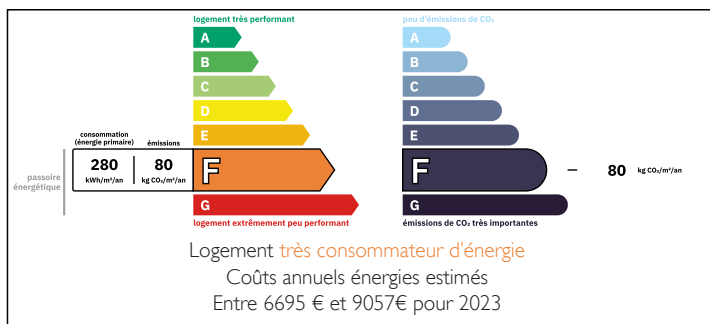 logement très performant
A
B
C
D
E
consommation
(énergie primaire)
émissions
280
kWh/m²/an
80
kg CO₂/m²/an
F
passoire
énergétique
G
logement extrêmement peu performant
peu d'émissions de CO₂
A
B
C
D
E
F
80 kg CO₂/m²/an
G
émissions de CO₂ très importantes
Logement très consommateur d'énergie
Coûts annuels énergies estimés
Entre 6695 € et 9057€ pour 2023